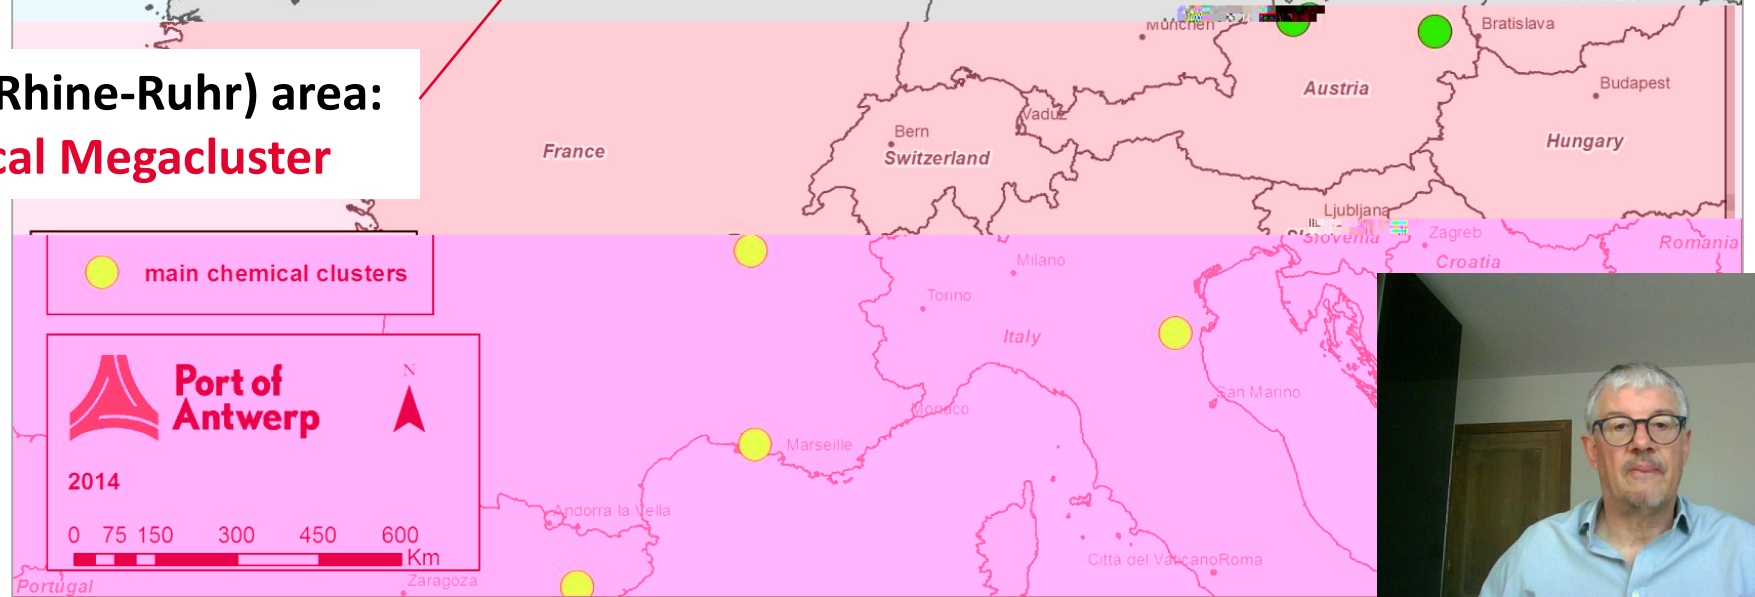 München
Bratislava
Rhine-Ruhr) area:
cal Megacluster
Austria
Budapest
Vaduz
Bern
France
Switzerland
Hungary
Ljubljana
Slovenia
Zagreb
Romania
Croatia
Milano
main chemical clusters
Torino
Italy
Port of
Antwerp
N
San Marino
Monaco
Marseille
2014
Andorra la Vella
0 75 150 300 450 600
Km
Città del Vaticano
Roma
Portugal
Zaragoza